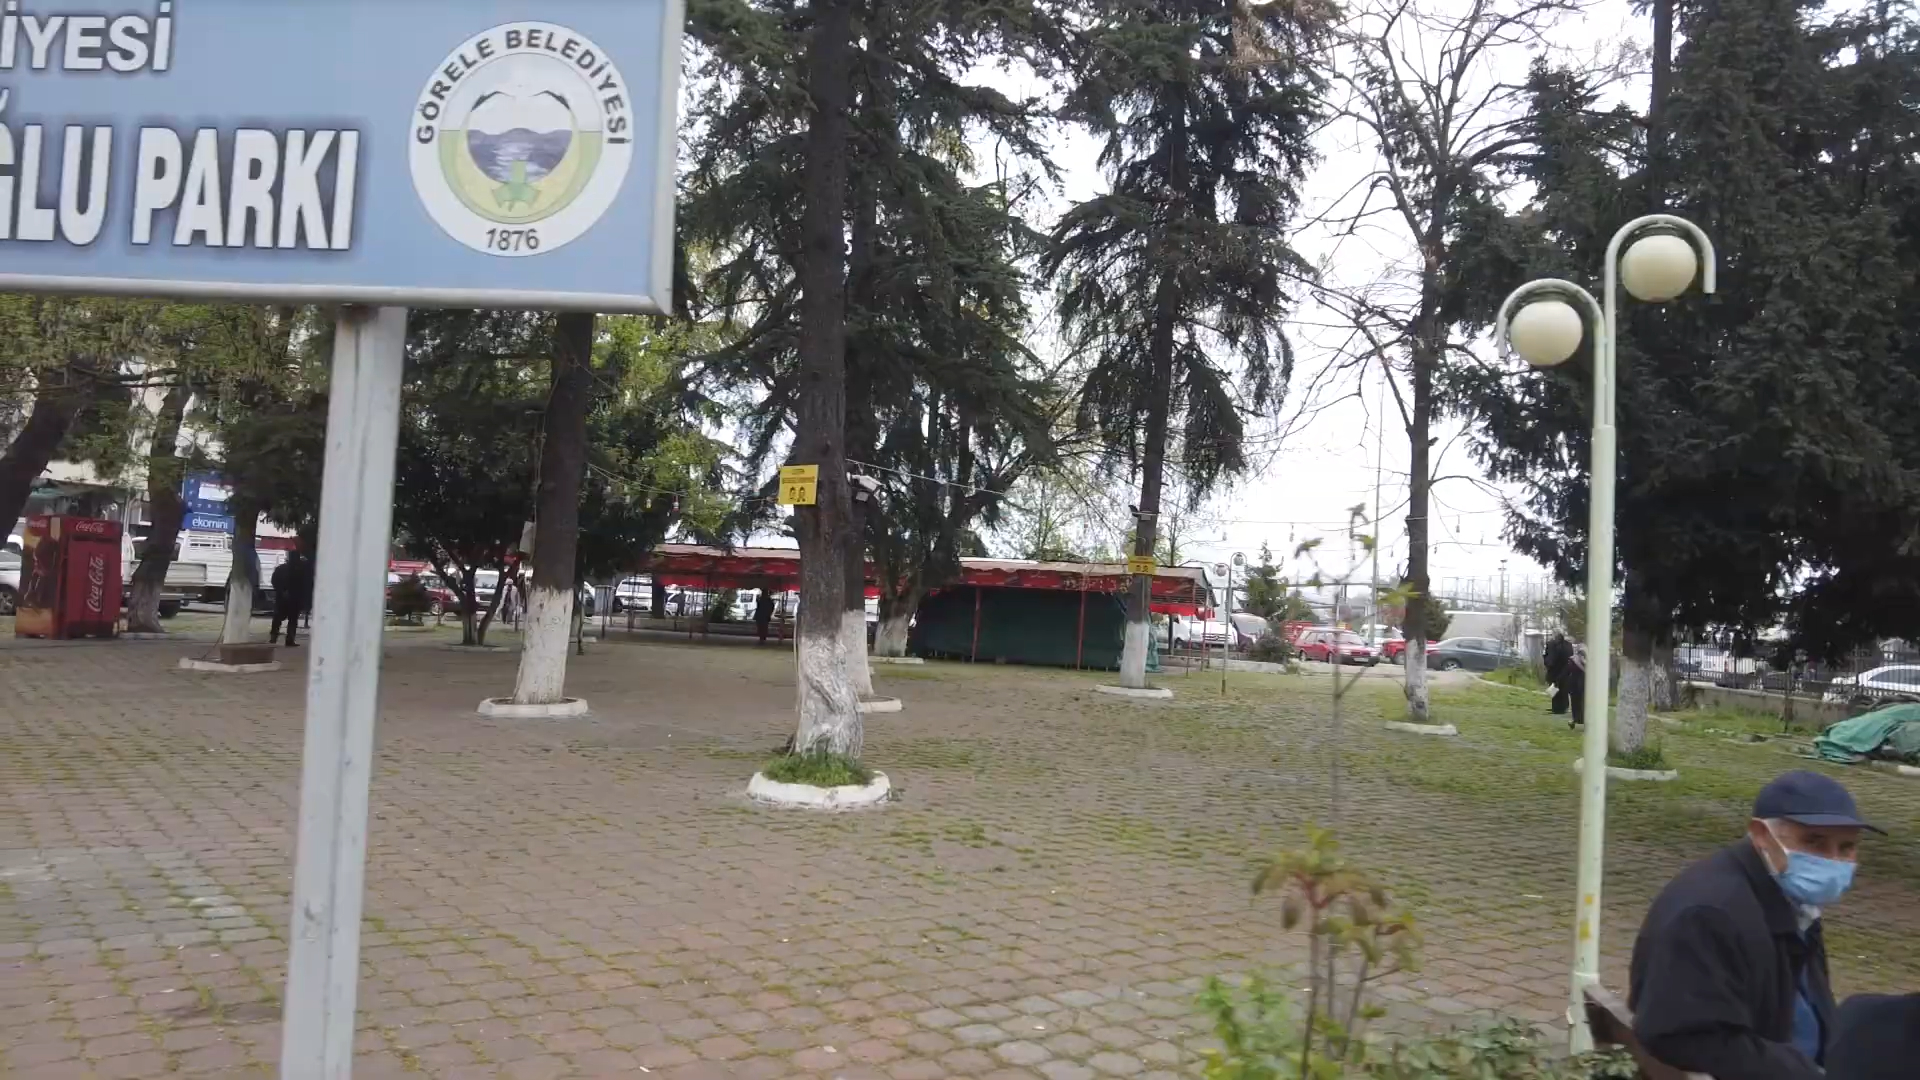 İYESİ
ĞLU PARKI
GÖRELE BELEDİYESİ
1876
ekomini
Coca-Cola
Coca-Cola